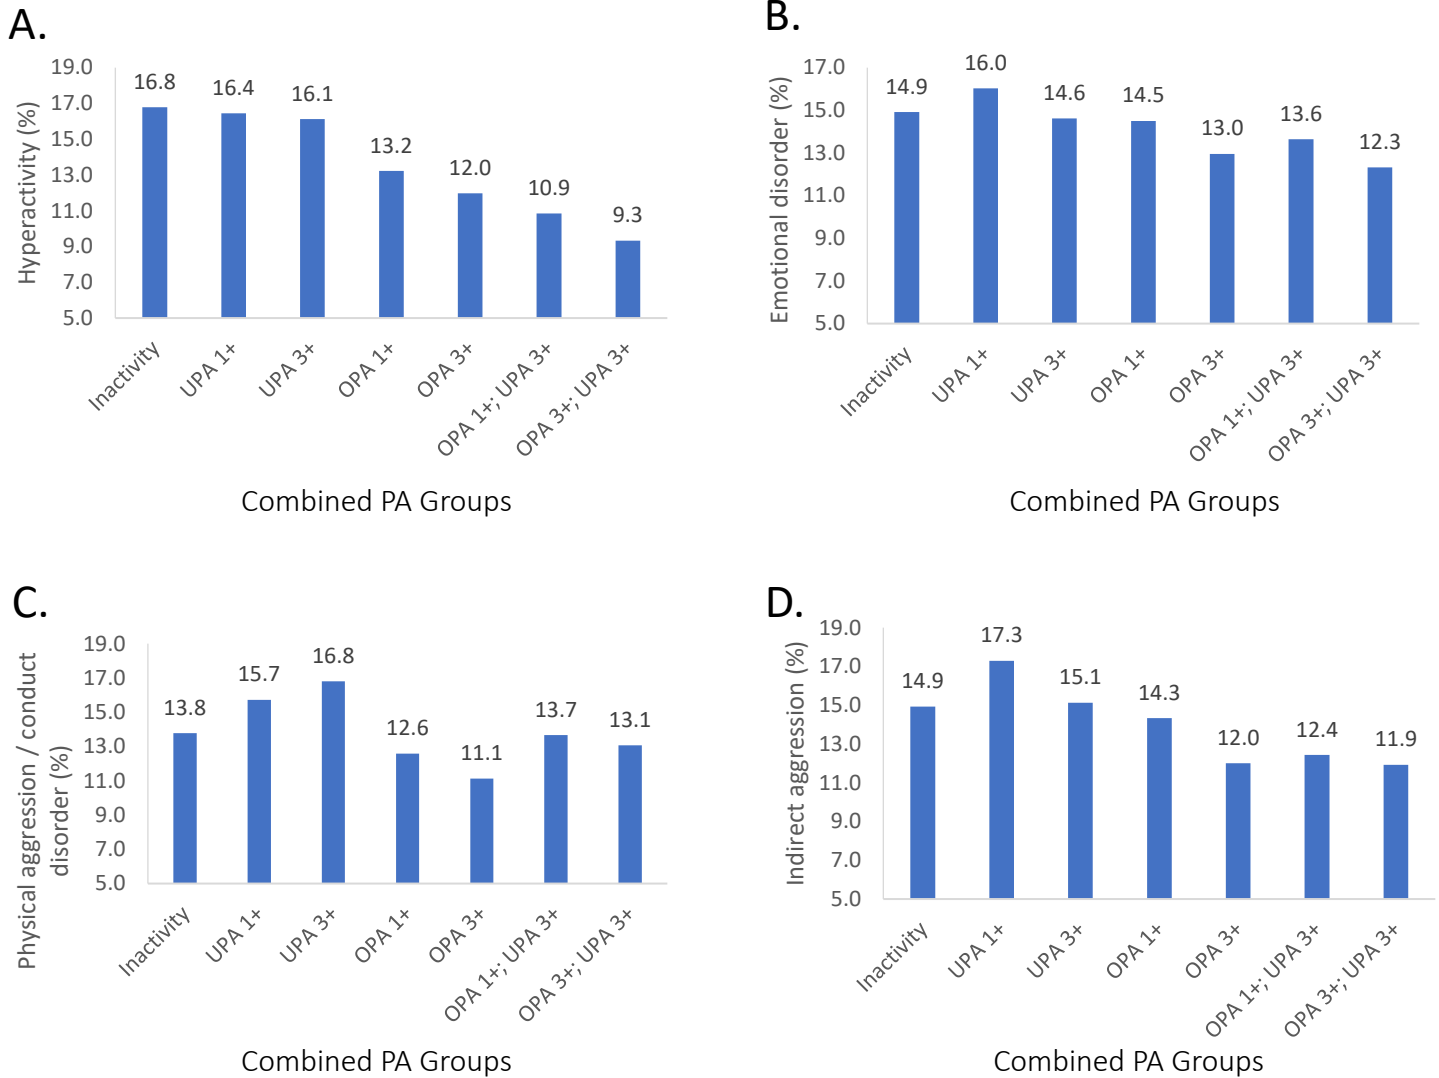 A.
Hyperactivity (%)
19.0
17.0
15.0
13.0
11.0
9.0
7.0
5.0
16.8
16.4
16.1
13.2
12.0
10.9
9.3
Inactivity
UPA 1+
UPA 3+
OPA 1+
OPA 3+
OPA 1+; UPA 3+
OPA 3+; UPA 3+
Combined PA Groups
B.
Emotional disorder (%)
17.0
15.0
13.0
11.0
9.0
7.0
5.0
14.9
16.0
14.6
14.5
13.0
13.6
12.3
Inactivity
UPA 1+
UPA 3+
OPA 1+
OPA 3+
OPA 1+; UPA 3+
OPA 3+; UPA 3+
Combined PA Groups
C.
Physical aggression / conduct
disorder (%)
19.0
17.0
15.0
13.0
11.0
9.0
7.0
5.0
13.8
15.7
16.8
12.6
11.1
13.7
13.1
Inactivity
UPA 1+
UPA 3+
OPA 1+
OPA 3+
OPA 1+; UPA 3+
OPA 3+; UPA 3+
Combined PA Groups
D.
Indirect aggression (%)
19.0
17.0
15.0
13.0
11.0
9.0
7.0
5.0
14.9
17.3
15.1
14.3
12.0
12.4
11.9
Inactivity
UPA 1+
UPA 3+
OPA 1+
OPA 3+
OPA 1+; UPA 3+
OPA 3+; UPA 3+
Combined PA Groups